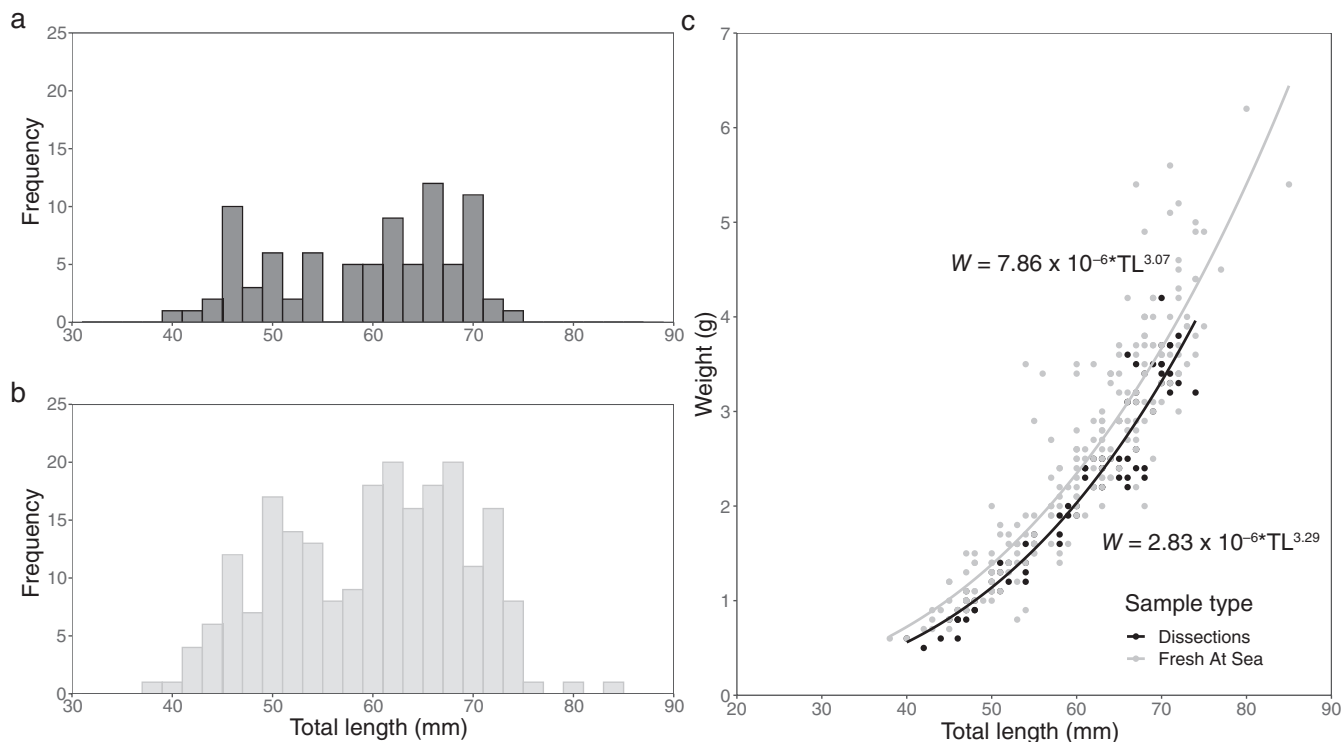 a
25
20
15
10
5
0
Frequency
30 40 50 60 70 80 90
b
25
20
15
10
5
0
Frequency
30 40 50 60 70 80 90
Total length (mm)
c
7
6
5
4
3
2
1
0
Weight (g)
W = 7.86 x 10⁻⁶*TL³·⁰⁷
W = 2.83 x 10⁻⁶*TL³·²⁹
Sample type
Dissections
Fresh At Sea
20 30 40 50 60 70 80 90
Total length (mm)